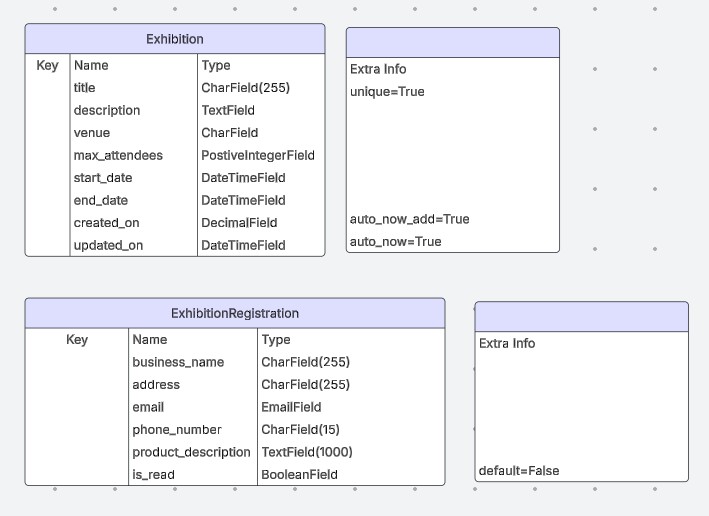 Exhibition
Key Name Type
title CharField(255)
description TextField
venue CharField
max_attendees PostiveIntegerField
start_date DateTimeField
end_date DateTimeField
created_on DecimalField
updated_on DateTimeField
Extra Info
unique=True
auto_now_add=True
auto_now=True
ExhibitionRegistration
Key Name Type
business_name CharField(255)
address CharField(255)
email EmailField
phone_number CharField(15)
product_description TextField(1000)
is_read BooleanField
Extra Info
default=False